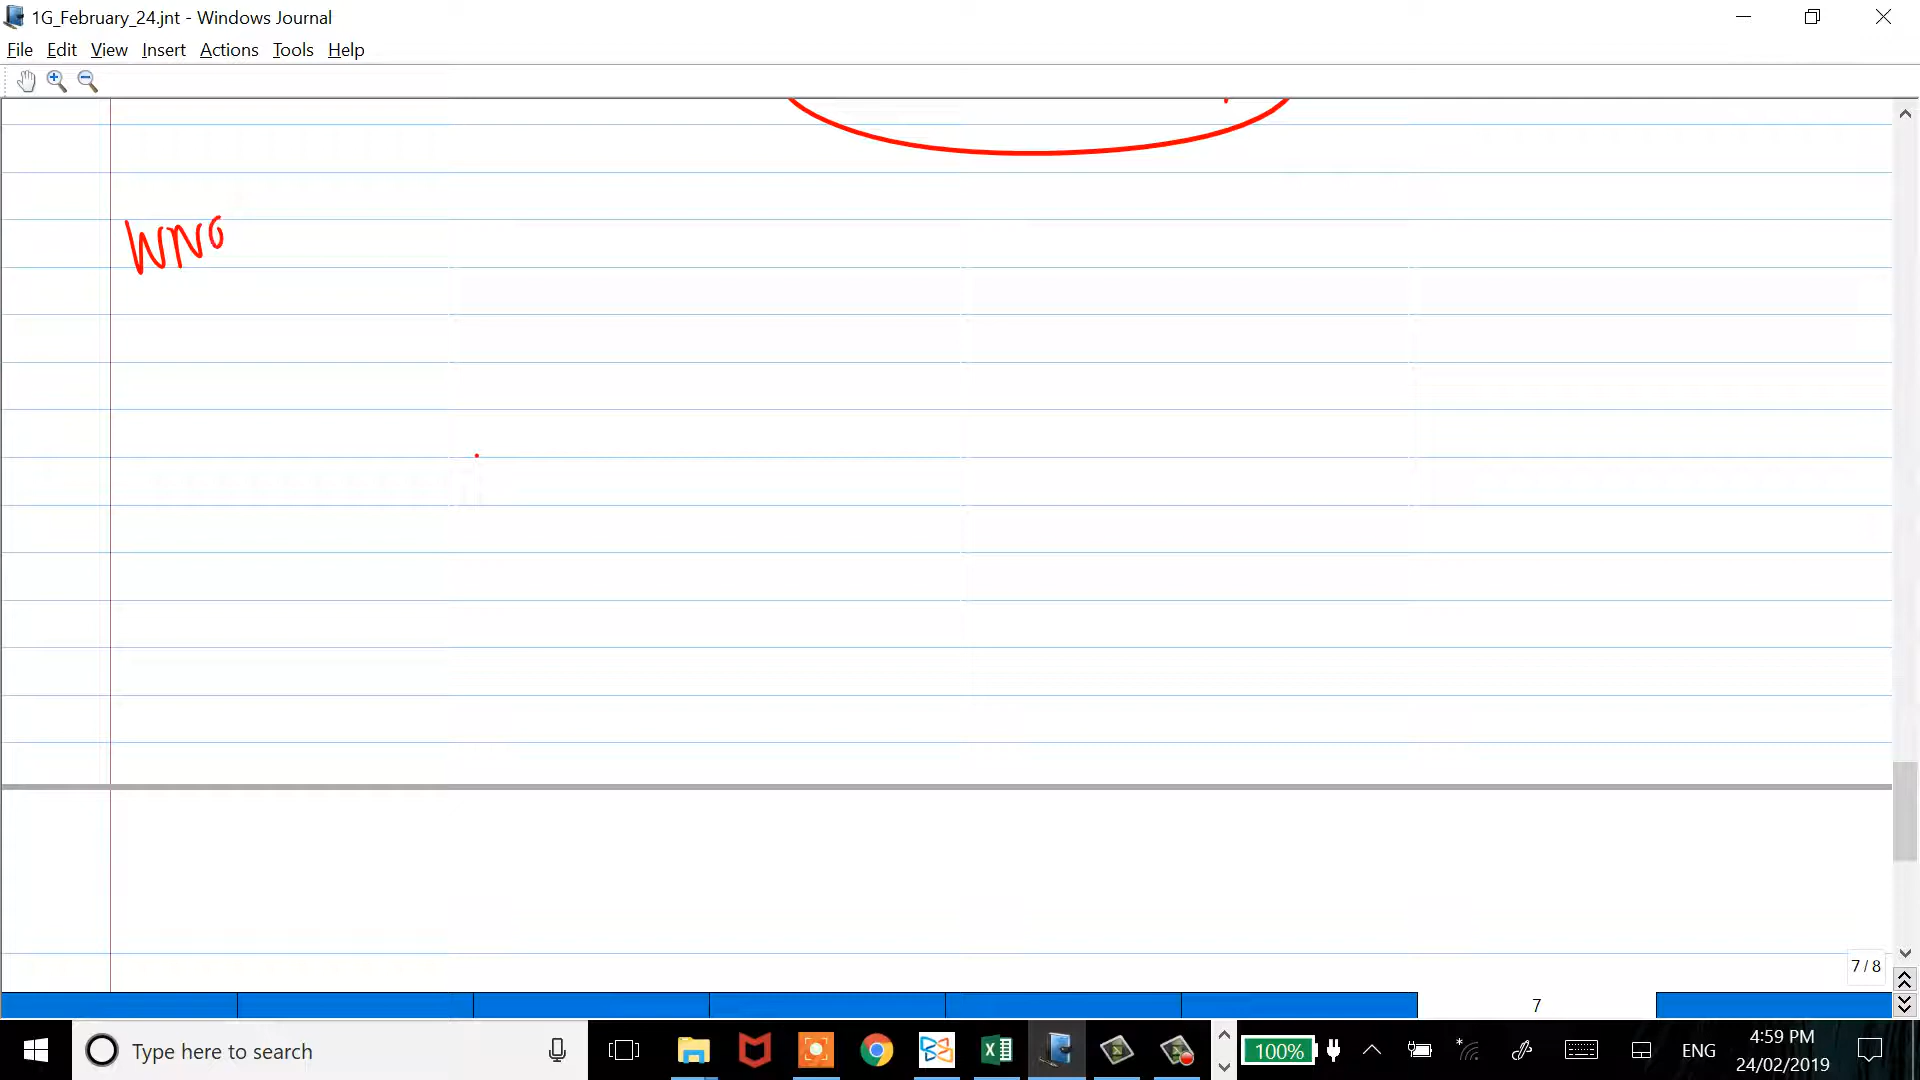 1G_February_24.jnt - Windows Journal
File Edit View Insert Actions Tools Help
7 / 8
7
Type here to search
100%
ENG
4:59 PM
24/02/2019